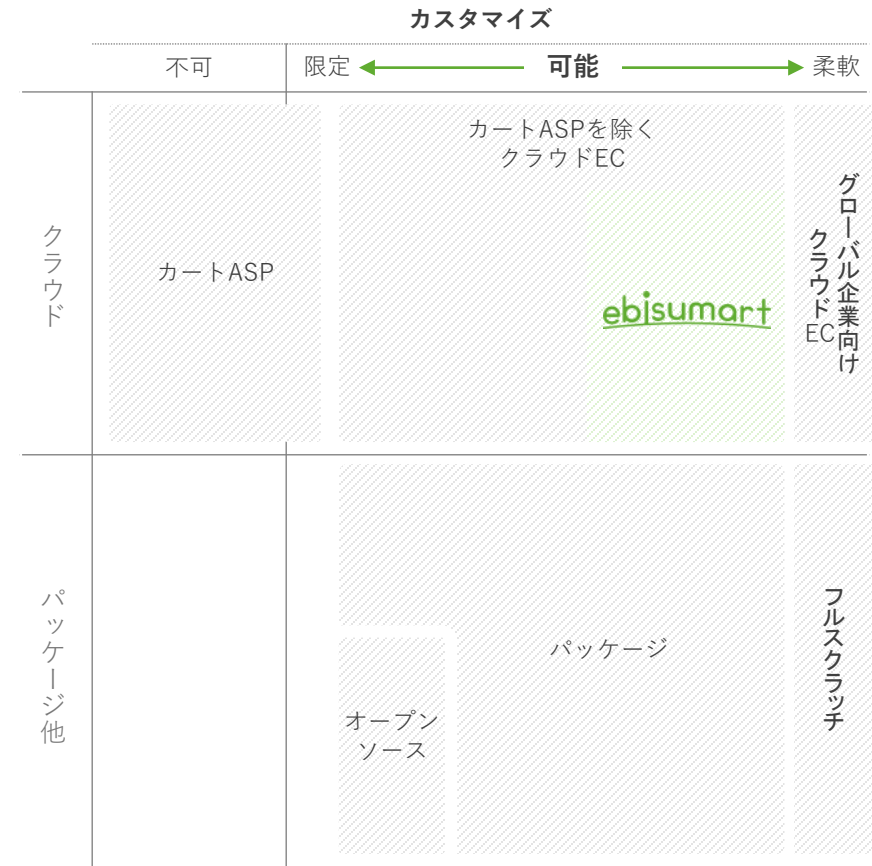 カスタマイズ
不可
限定
可能
柔軟
クラウド
カートASP
カートASPを除く
クラウドEC
ebisumart
グローバル企業向け
クラウドEC
パッケージ他
オープン
ソース
パッケージ
フルスクラッチ